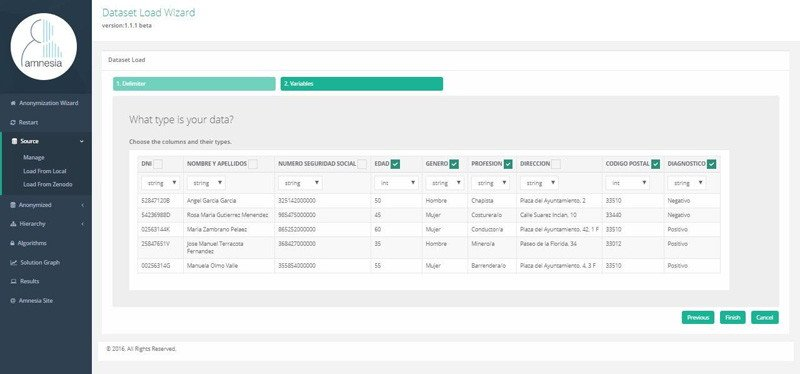 amnesia
Anonymization Wizard
Restart
Source
Manage
Load From Local
Load From Zenodo
Anonymized
Hierarchy
Algorithms
Solution Graph
Results
Amnesia Site
Dataset Load Wizard
version:1.1.1 beta
Dataset Load
1. Delimiter 2. Variables
What type is your data?
Choose the columns and their types.
DNI NOMBRE Y APELLIDOS NUMERO SEGURIDAD SOCIAL EDAD GENERO PROFESION DIRECCION CODIGO POSTAL DIAGNOSTICO
string string string int string string string int string
52847120B Angel Garcia Garcia 325142000000 50 Hombre Chapista Plaza del Ayuntamiento, 2 33510 Negativo
54236988D Rosa Maria Gutierrez Menendez 985475000000 45 Mujer Costurera/o Calle Suarez Inclan, 10 33440 Negativo
02563144K Maria Zambrano Pelaez 865252000000 60 Mujer Conductor/a Plaza del Ayuntamiento, 42, 1 F 33510 Positivo
25847651V Jose Manuel Terracota Fernandez 368427000000 35 Hombre Minero/a Paseo de la Florida, 34 33012 Positivo
00256314G Manuela Olmo Valle 355854000000 55 Mujer Barrendera/o Plaza del Ayuntamiento, 4, 3 F 33510 Positivo
Previous Finish Cancel
© 2016, All Rights Reserved.